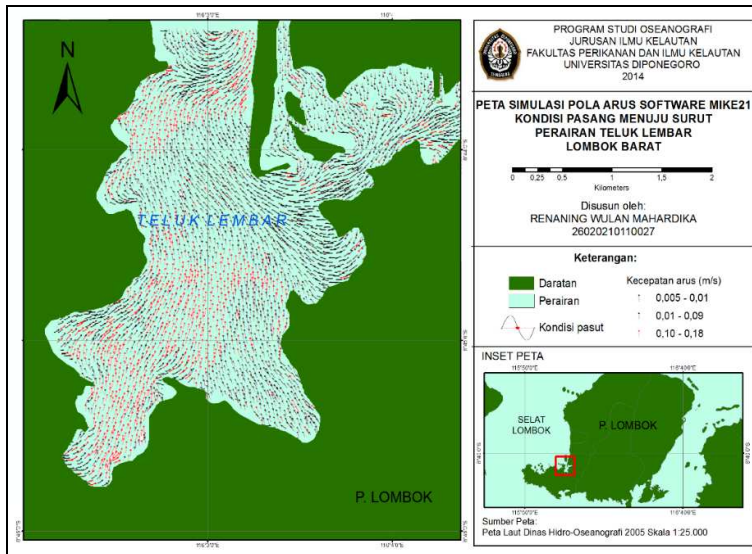 N
TELUK LEMBAR
P. LOMBOK
PROGRAM STUDI OSEANOGRAFI
JURUSAN ILMU KELAUTAN
FAKULTAS PERIKANAN DAN ILMU KELAUTAN
UNIVERSITAS DIPONEGORO
2014
PETA SIMULASI POLA ARUS SOFTWARE MIKE21
KONDISI PASANG MENUJU SURUT
PERAIRAN TELUK LEMBAR
LOMBOK BARAT
0 0,25 0,5 1 1,5 2
Kilometers
Disusun oleh:
RENANING WULAN MAHARDIKA
26020210110027
Keterangan:
Daratan
Perairan
Kondisi pasut
Kecepatan arus (m/s)
0,005 - 0,01
0,01 - 0,09
0,10 - 0,18
INSET PETA
SELAT
LOMBOK
P. LOMBOK
Sumber Peta:
Peta Laut Dinas Hidro-Oseanografi 2005 Skala 1:25.000